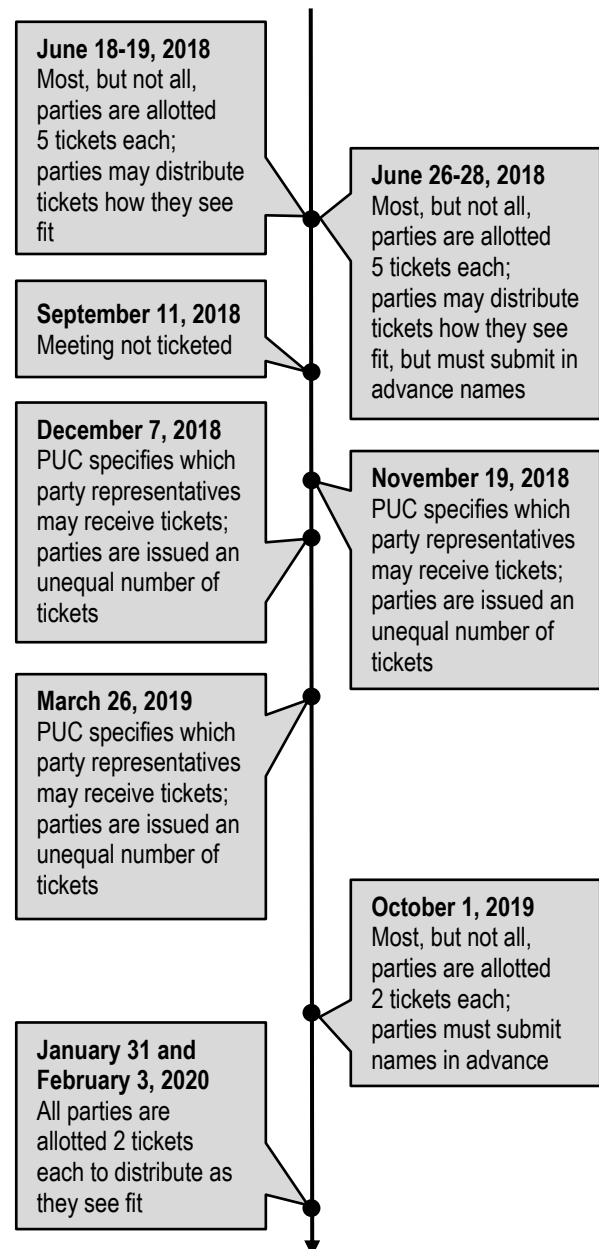 June 18-19, 2018
Most, but not all,
parties are allotted
5 tickets each;
parties may distribute
tickets how they see
fit
June 26-28, 2018
Most, but not all,
parties are allotted
5 tickets each;
parties may distribute
tickets how they see
fit, but must submit in
advance names
September 11, 2018
Meeting not ticketed
November 19, 2018
PUC specifies which
party representatives
may receive tickets;
parties are issued an
unequal number of
tickets
December 7, 2018
PUC specifies which
party representatives
may receive tickets;
parties are issued an
unequal number of
tickets
March 26, 2019
PUC specifies which
party representatives
may receive tickets;
parties are issued an
unequal number of
tickets
October 1, 2019
Most, but not all,
parties are allotted
2 tickets each;
parties must submit
names in advance
January 31 and
February 3, 2020
All parties are
allotted 2 tickets
each to distribute as
they see fit